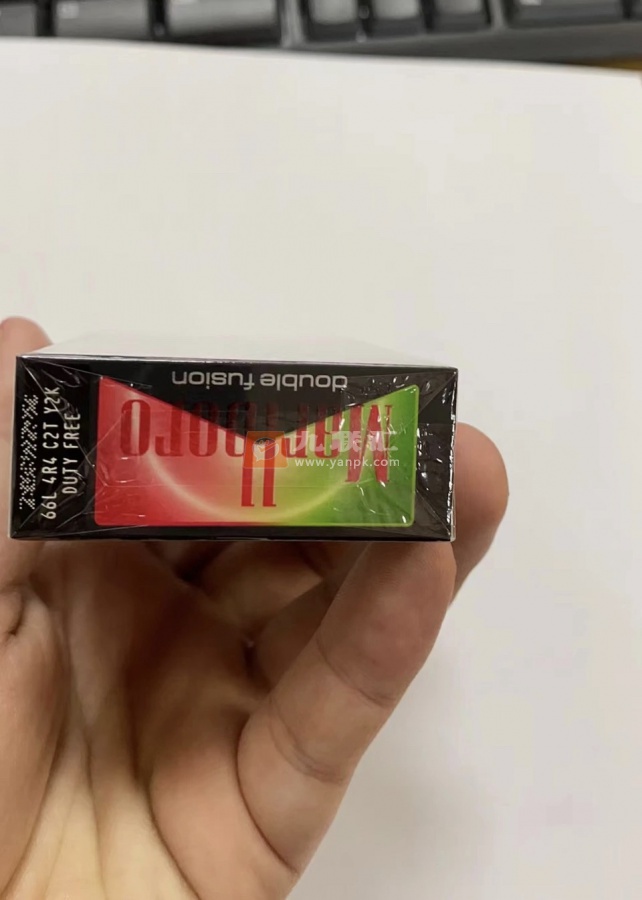 double fusion
Marlboro
66L 4R4 C2T Y2K
DUTY FREE
www.yanpk.com